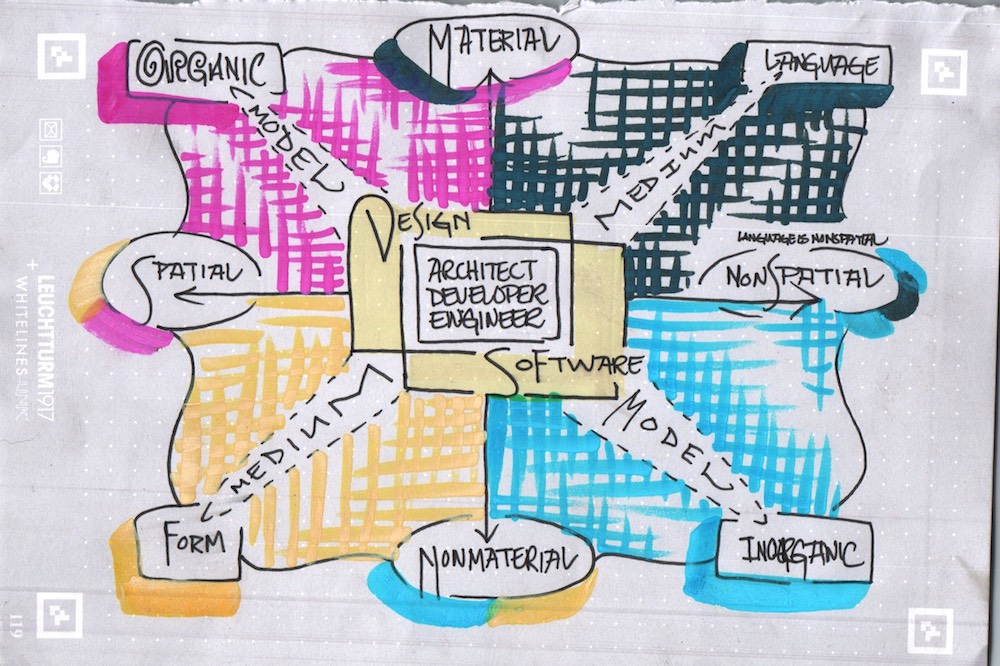 MATERIAL
ORGANIC
LANGUAGE
MODEL
MEDIUM
DESIGN
LANGUAGE IS NONSPATIAL
SPATIAL
ARCHITECT
DEVELOPER
ENGINEER
NONSPATIAL
SOFTWARE
MEDIUM
MODEL
FORM
NONMATERIAL
INORGANIC
LEUCHTTURM1917
+ WHITELINES
119